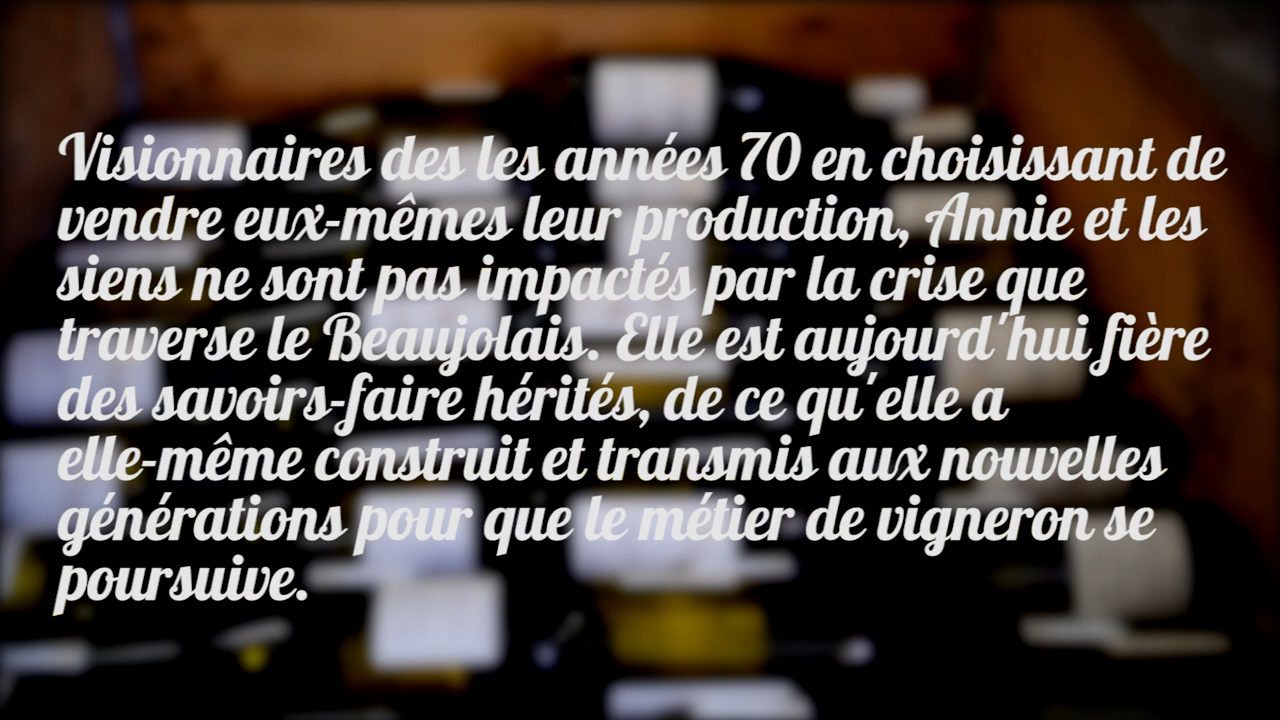 Visionnaires des les années 70 en choisissant de
vendre eux-mêmes leur production, Annie et les
siens ne sont pas impactés par la crise que
traverse le Beaujolais. Elle est aujourd'hui fière
des savoirs-faire hérités, de ce qu'elle a
elle-même construit et transmis aux nouvelles
générations pour que le métier de vigneron se
poursuive.